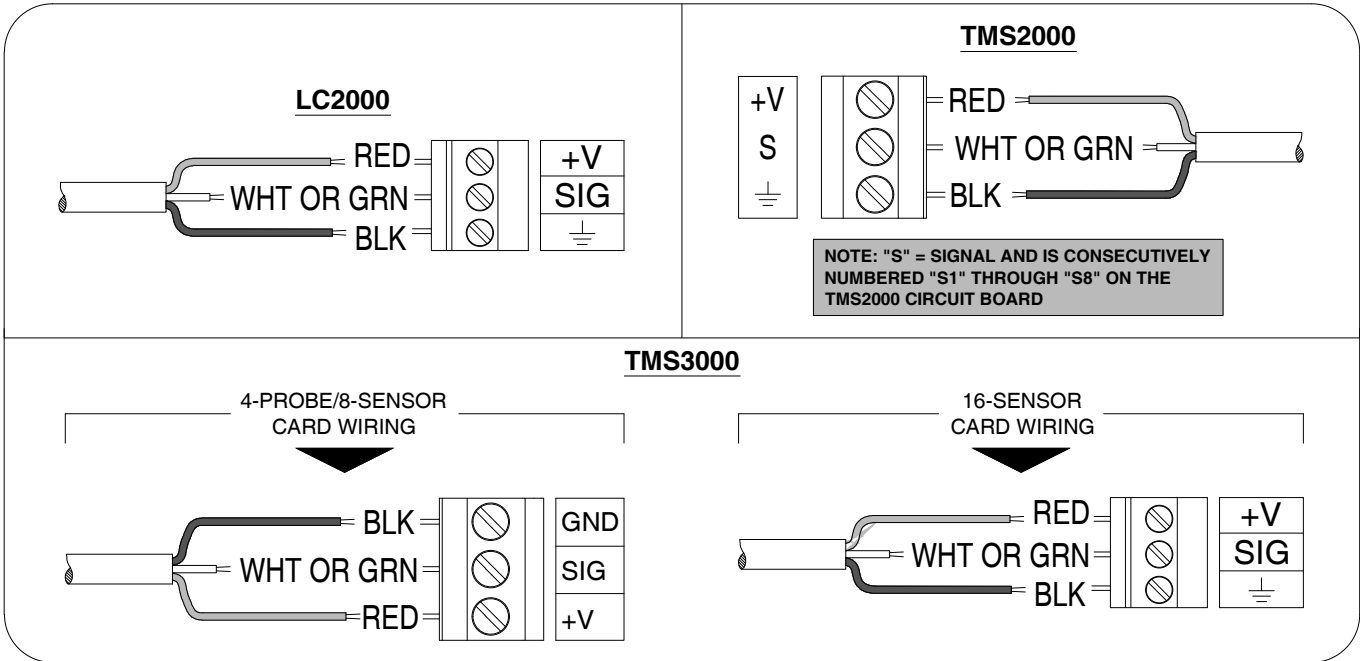 LC2000
RED
WHT OR GRN
BLK
+V
SIG
TMS2000
+V
S
RED
WHT OR GRN
BLK
NOTE: "S" = SIGNAL AND IS CONSECUTIVELY
NUMBERED "S1" THROUGH "S8" ON THE
TMS2000 CIRCUIT BOARD
TMS3000
4-PROBE/8-SENSOR
CARD WIRING
BLK
WHT OR GRN
RED
GND
SIG
+V
16-SENSOR
CARD WIRING
RED
WHT OR GRN
BLK
+V
SIG